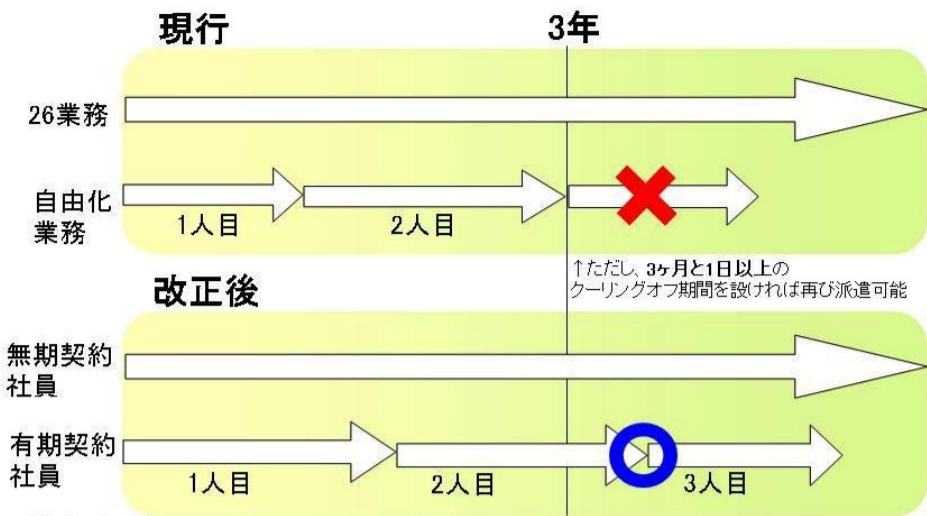 現行
3年
26業務
自由化
業務
1人目
2人目
↑ただし、3ヶ月と1日以上の
クーリングオフ期間を設ければ再び派遣可能
改正後
無期契約
社員
有期契約
社員
1人目
2人目
3人目